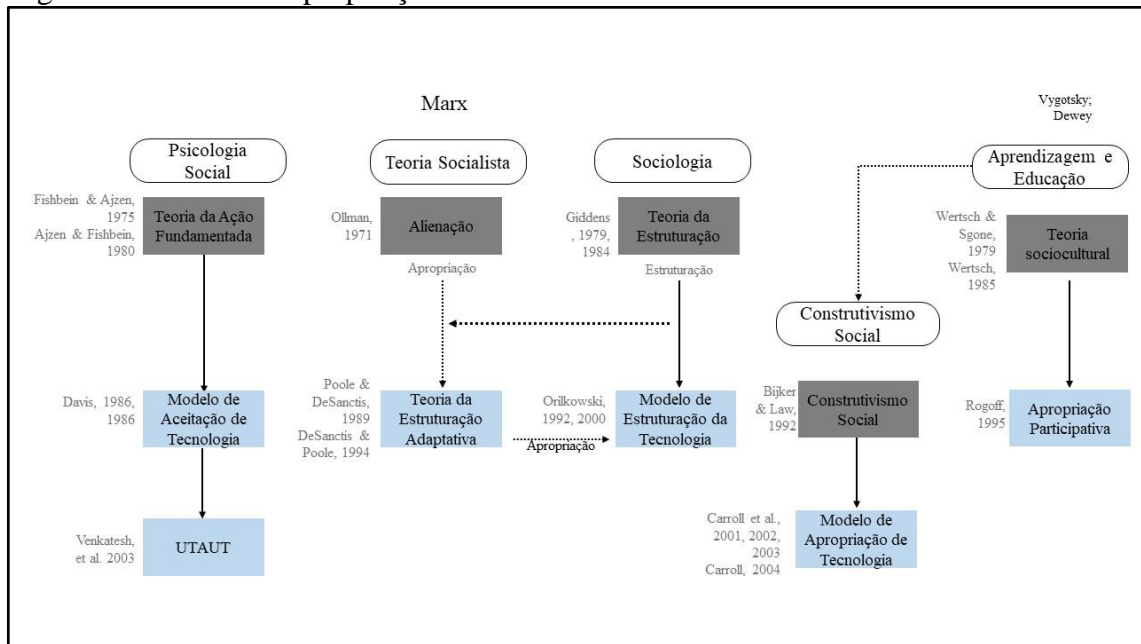 Marx
Vygotsky;
Dewey
Psicologia
Social
Teoria Socialista
Sociologia
Aprendizagem e
Educação
Fishbein & Ajzen,
1975
Ajzen & Fishbein,
1980
Teoria da Ação
Fundamentada
Ollman,
1971
Alienação
Giddens
, 1979,
1984
Teoria da
Estruturação
Wertsch &
Sgone,
1979
Wertsch,
1985
Teoria
sociocultural
Apropriação
Estruturação
Construtivismo
Social
Davis, 1986,
1986
Modelo de
Aceitação de
Tecnologia
Poole &
DeSanctis,
1989
DeSanctis &
Poole, 1994
Teoria da
Estruturação
Adaptativa
Orilkowski,
1992, 2000
Apropriação
Modelo de
Estruturação da
Tecnologia
Bijker
& Law,
1992
Construtivismo
Social
Rogoff,
1995
Apropriação
Participativa
Venkatesh,
et al. 2003
UTAUT
Carroll et al.,
2001, 2002,
2003
Carroll, 2004
Modelo de
Apropriação de
Tecnologia